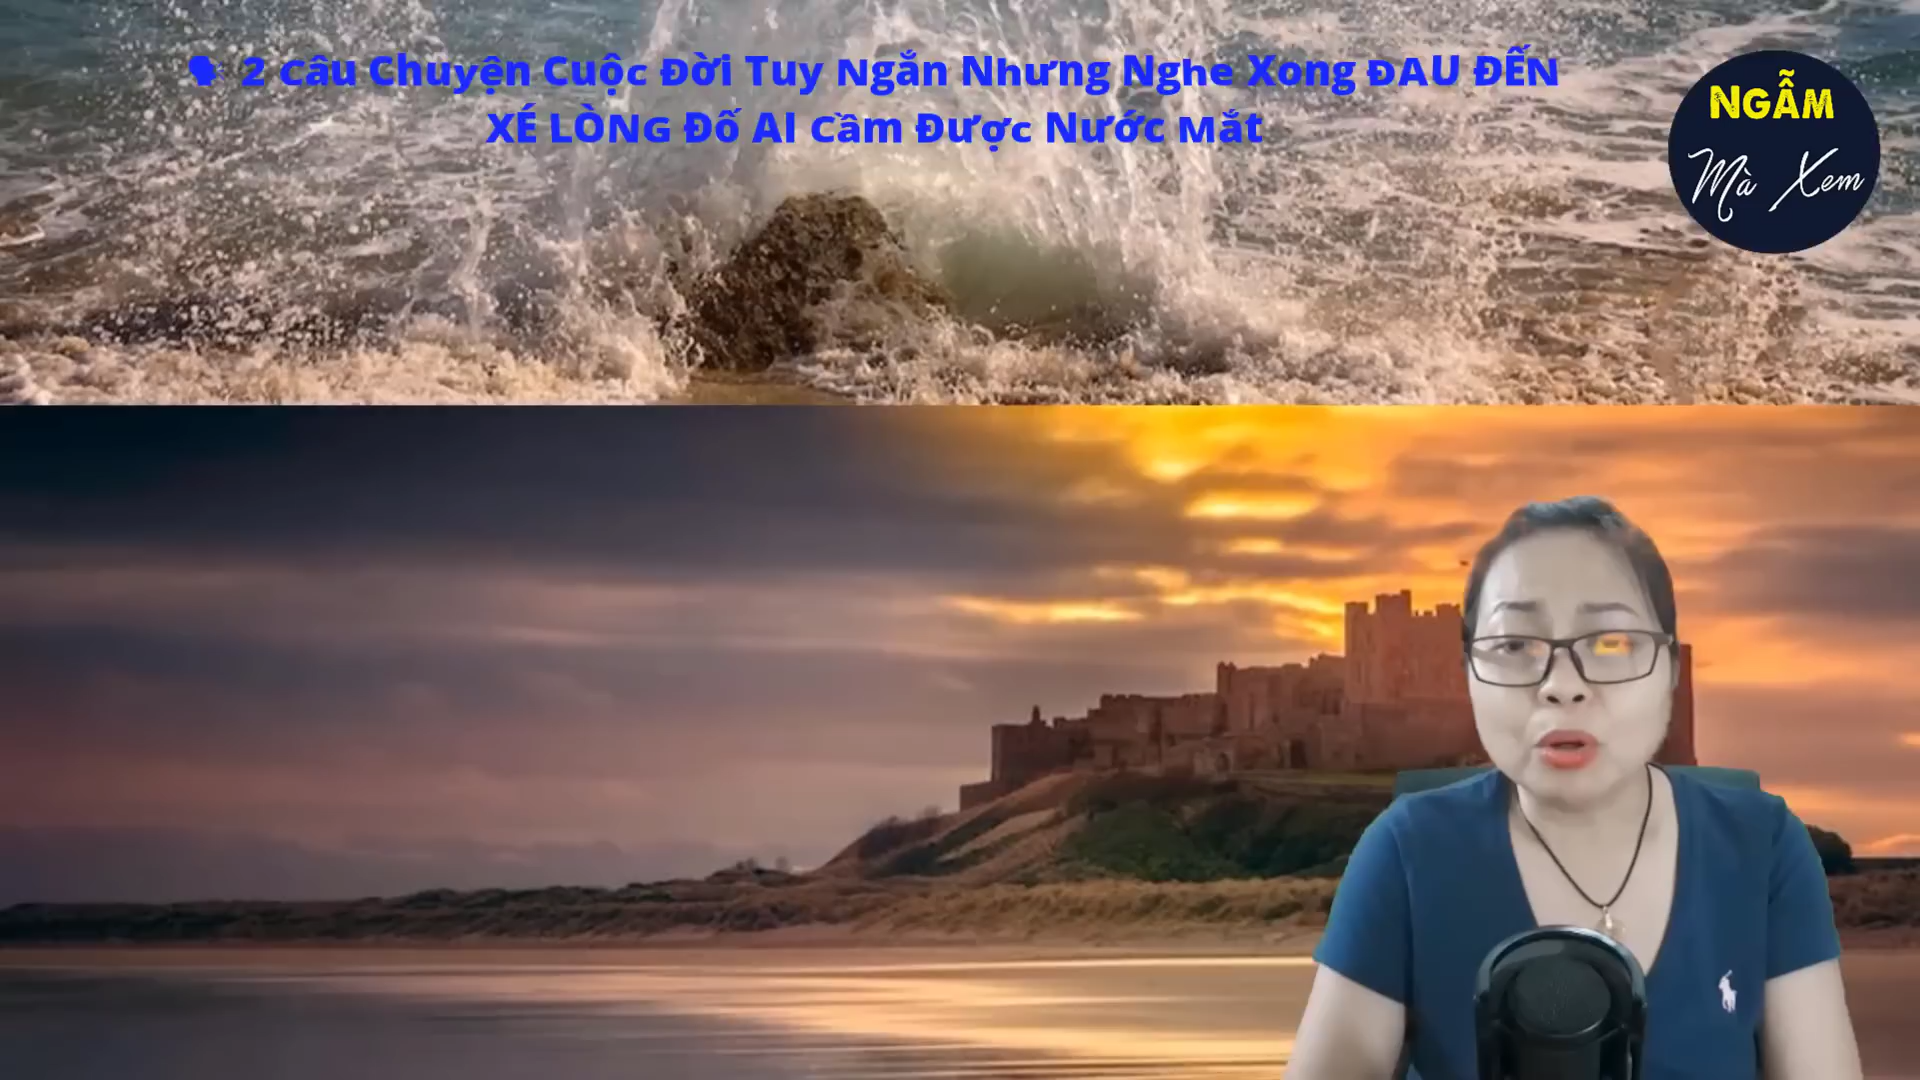 2 Câu Chuyện Cuộc Đời Tuy Ngắn Nhưng Nghe Xong ĐAU ĐẾN
XÉ LÒNG Đố AI Cầm Được Nước Mắt
NGẪM
Mà Xem